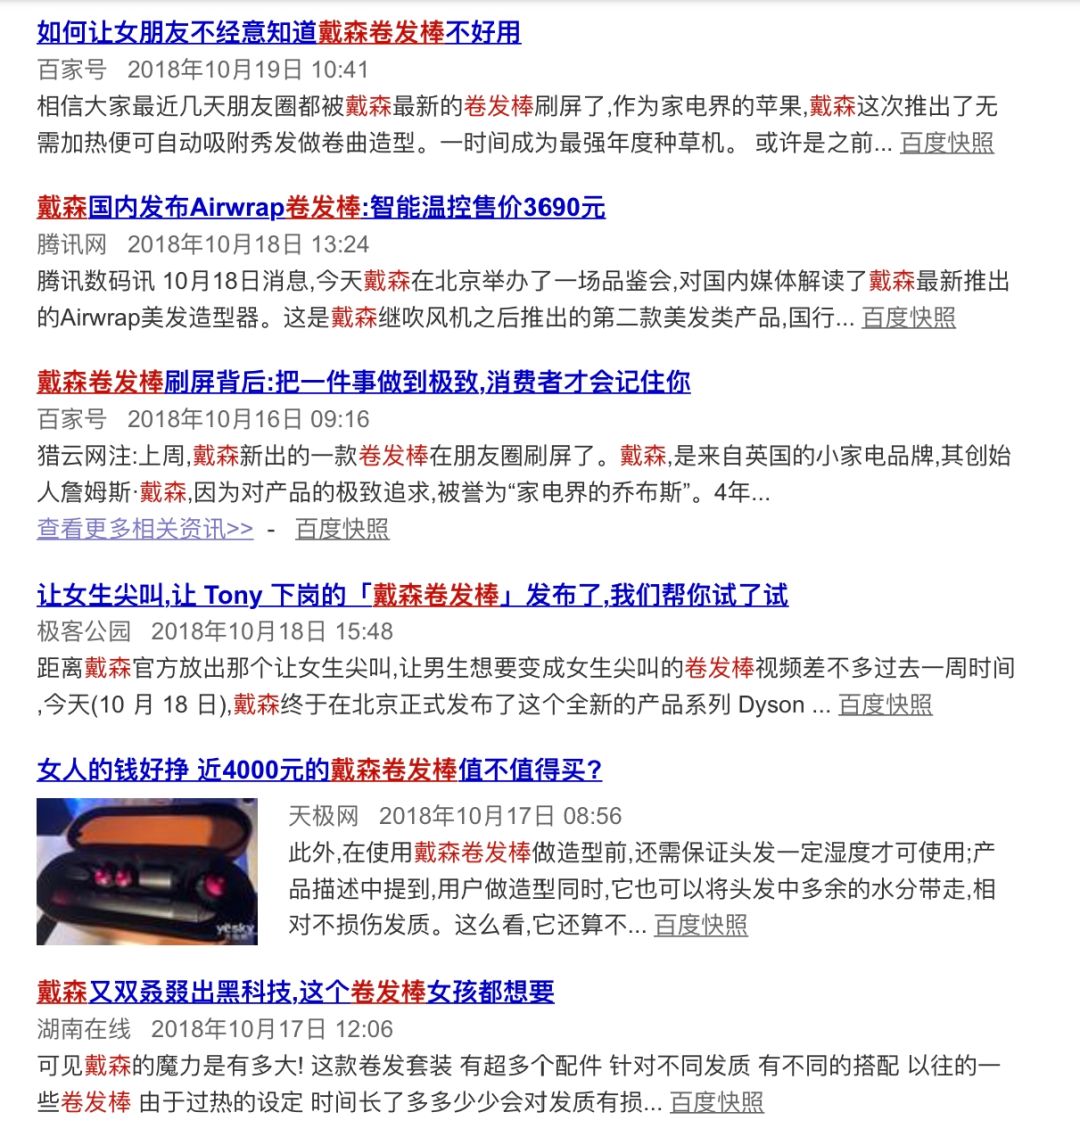 如何让女朋友不经意知道戴森卷发棒不好用
百家号 2018年10月19日 10:41
相信大家最近几天朋友圈都被戴森最新的卷发棒刷屏了,作为家电界的苹果,戴森这次推出了无
需加热便可自动吸附秀发做卷曲造型。一时间成为最强年度种草机。 或许是之前... 百度快照
戴森国内发布Airwrap卷发棒:智能温控售价3690元
腾讯网 2018年10月18日 13:24
腾讯数码讯 10月18日消息,今天戴森在北京举办了一场品鉴会,对国内媒体解读了戴森最新推出
的Airwrap美发造型器。这是戴森继吹风机之后推出的第二款美发类产品,国行... 百度快照
戴森卷发棒刷屏背后:把一件事做到极致,消费者才会记住你
百家号 2018年10月16日 09:16
猎云网注:上周,戴森新出的一款卷发棒在朋友圈刷屏了。戴森,是来自英国的小家电品牌,其创始
人詹姆斯·戴森,因为对产品的极致追求,被誉为“家电界的乔布斯”。4年...
查看更多相关资讯>> - 百度快照
让女生尖叫,让 Tony 下岗的「戴森卷发棒」发布了,我们帮你试了试
极客公园 2018年10月18日 15:48
距离戴森官方放出那个让女生尖叫,让男生想要变成女生尖叫的卷发棒视频差不多过去一周时间
,今天(10 月 18 日),戴森终于在北京正式发布了这个全新的产品系列 Dyson ... 百度快照
女人的钱好挣 近4000元的戴森卷发棒值不值得买?
天极网 2018年10月17日 08:56
此外,在使用戴森卷发棒做造型前,还需保证头发一定湿度才可使用;产
品描述中提到,用户做造型同时,它也可以将头发中多余的水分带走,相
对不损伤发质。这么看,它还算不... 百度快照
yesky
戴森又双叒叕出黑科技,这个卷发棒女孩都想要
湖南在线 2018年10月17日 12:06
可见戴森的魔力是有多大! 这款卷发套装 有超多个配件 针对不同发质 有不同的搭配 以往的一
些卷发棒 由于过热的设定 时间长了多多少少会对发质有损... 百度快照